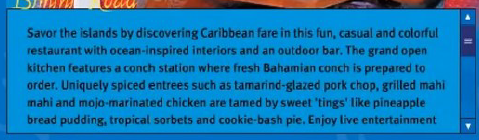 Bimini Road
Savor the islands by discovering Caribbean fare in this fun, casual and colorful
restaurant with ocean-inspired interiors and an outdoor bar. The grand open
kitchen features a conch station where fresh Bahamian conch is prepared to
order. Uniquely spiced entrees such as tamarind-glazed pork chop, grilled mahi
mahi and mojo-marinated chicken are tamed by sweet 'tings' like pineapple
bread pudding, tropical sorbets and cookie-bash pie. Enjoy live entertainment